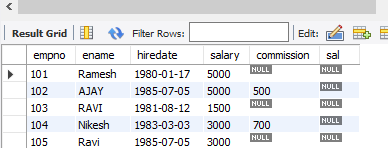 Result Grid Filter Rows: Edit:
empno ename hiredate salary commission sal
101 Ramesh 1980-01-17 5000 NULL NULL
102 AJAY 1985-07-05 5000 500 NULL
103 RAVI 1981-08-12 1500 NULL NULL
104 Nikesh 1983-03-03 3000 700 NULL
105 Ravi 1985-07-05 3000 NULL NULL